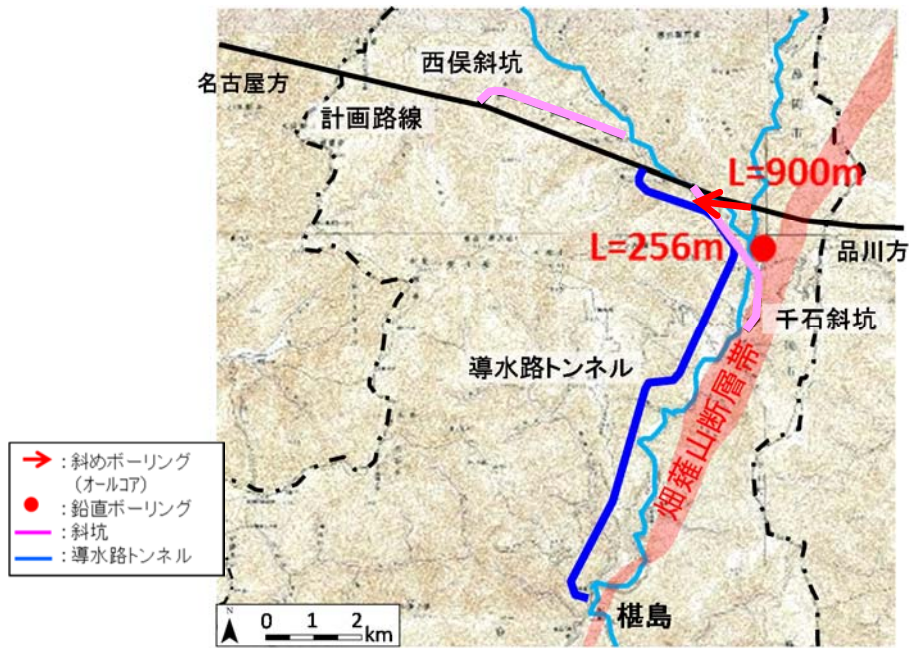 西俣斜坑
名古屋方
計画路線
L=900m
L=256m
品川方
千石斜坑
導水路トンネル
畑薙山断層帯
椹島
：斜めボーリング
（オールコア）
：鉛直ボーリング
：斜坑
：導水路トンネル
N
0 1 2
km